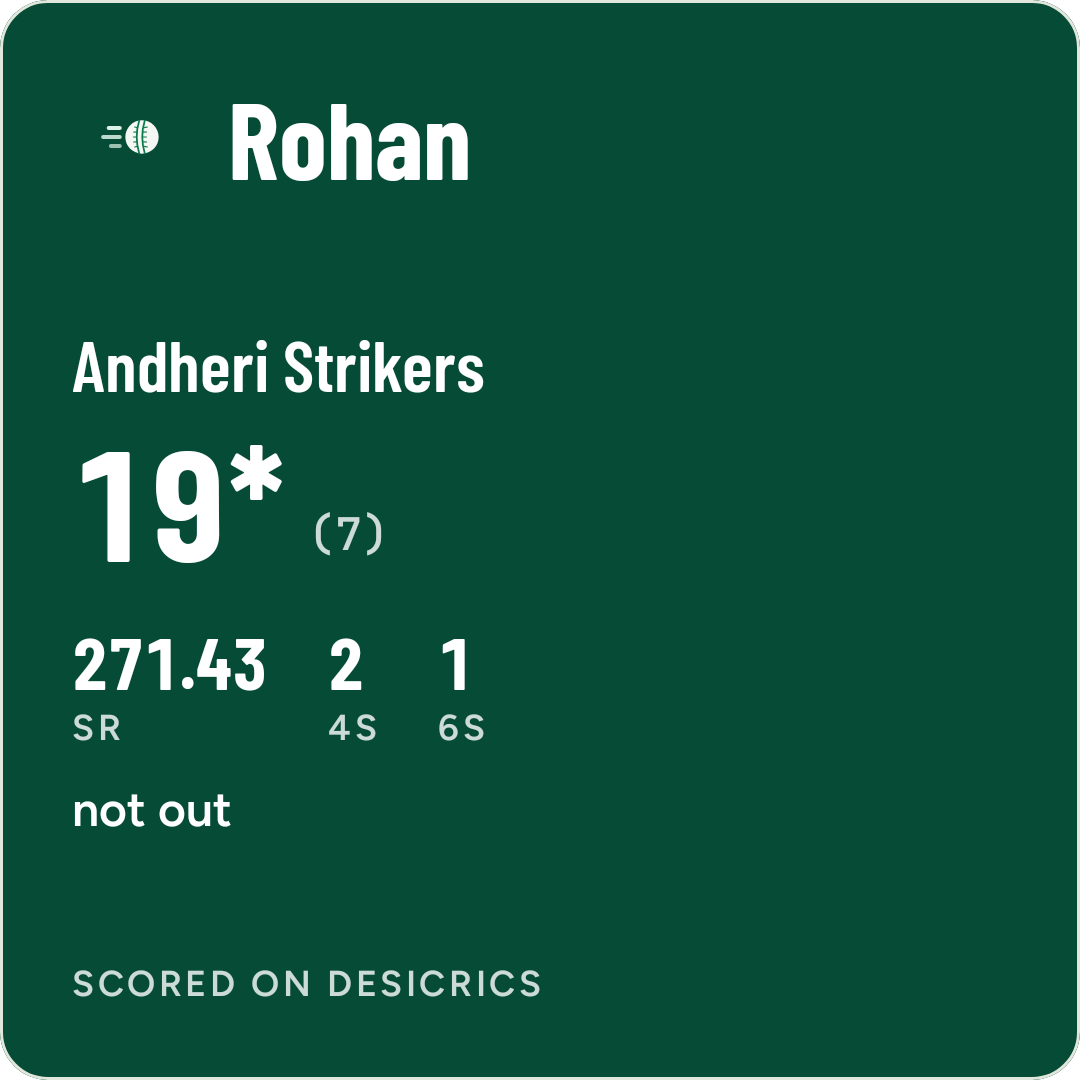 Rohan
Andheri Strikers
19* (7)
271.43 2 1
SR 4S 6S
not out
SCORED ON DESICRICS